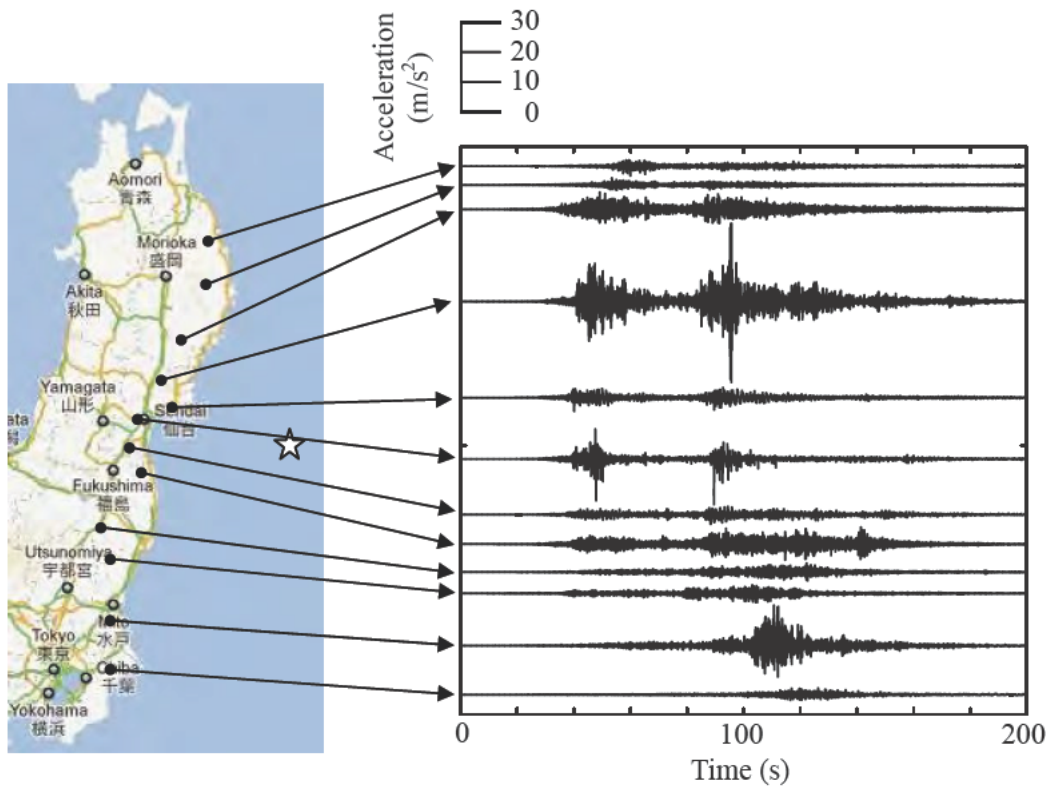 Acceleration
(m/s²)
30
20
10
0
Aomori
青森
Morioka
盛岡
Akita
秋田
Yamagata
山形
Sendai
仙台
ata
潟
Fukushima
福島
Utsunomiya
宇都宮
Mito
水戸
Tokyo
東京
Chiba
千葉
Yokohama
横浜
0
100
200
Time (s)